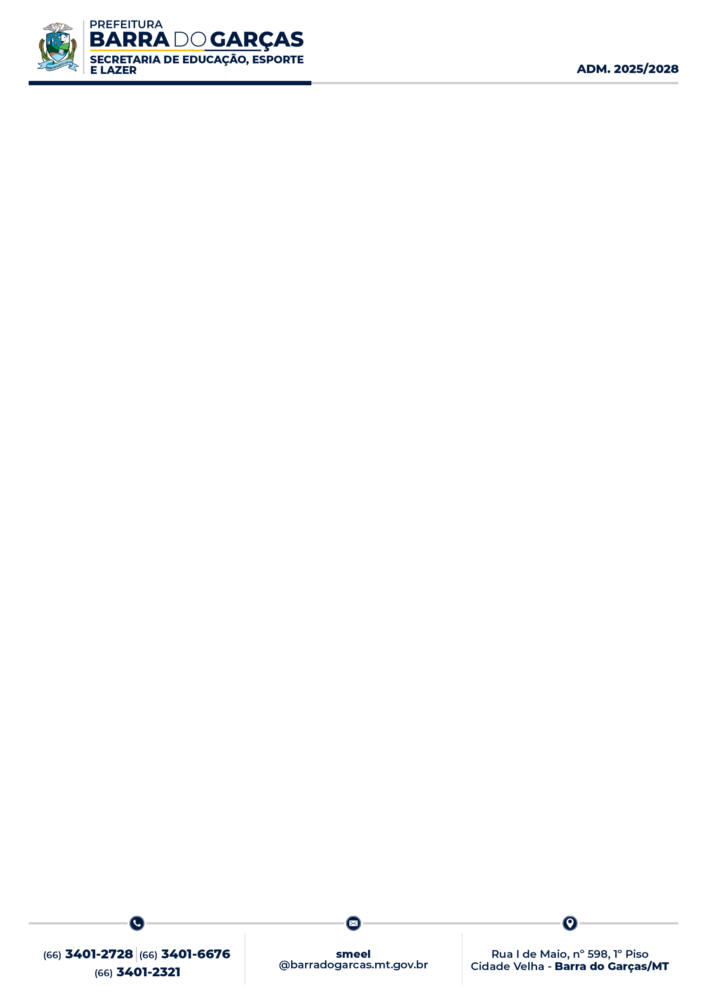 PREFEITURA
BARRA DO GARÇAS
SECRETARIA DE EDUCAÇÃO, ESPORTE
E LAZER
ADM. 2025/2028
(66) 3401-2728 (66) 3401-6676
(66) 3401-2321
smeel
@barradogarcas.mt.gov.br
Rua I de Maio, nº 598, 1º Piso
Cidade Velha - Barra do Garças/MT